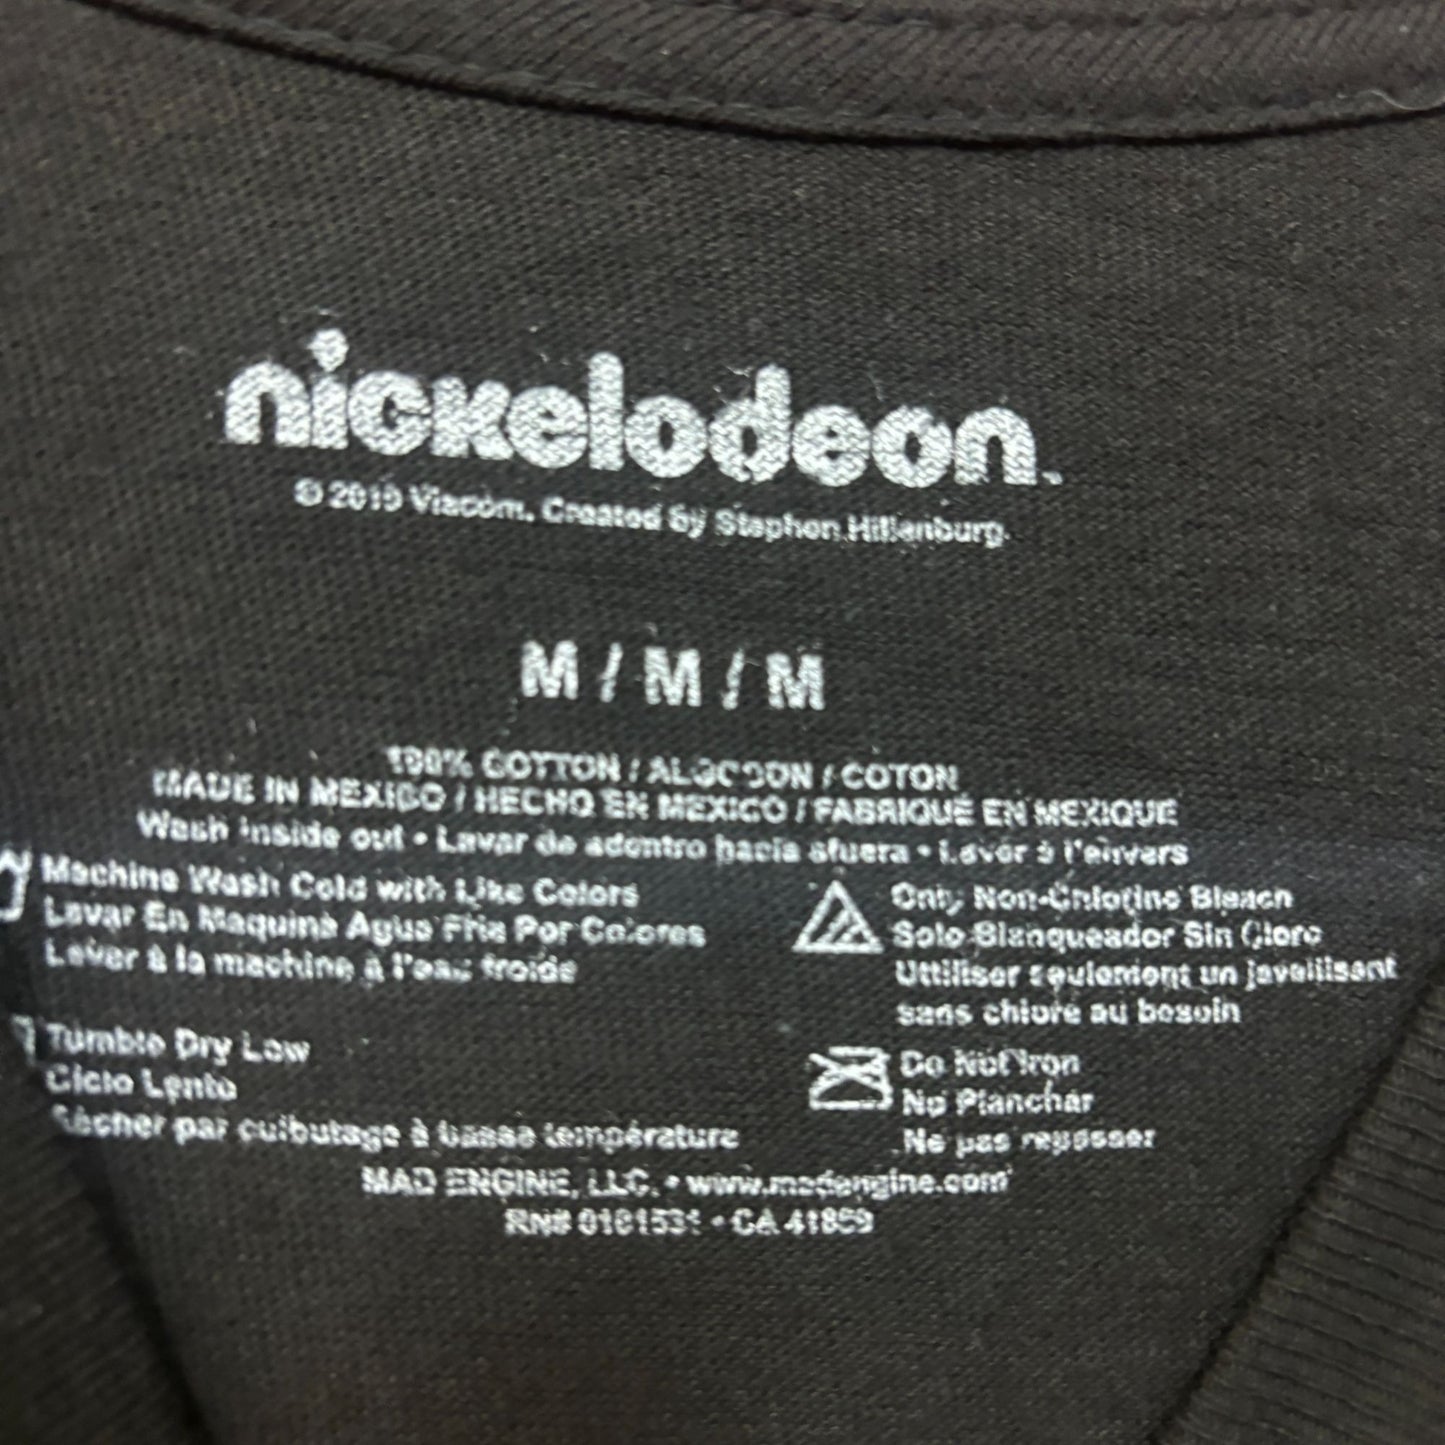 nickelodeon.
© 2019 Viacom. Created by Stephen Hillenburg.
M / M / M
100% COTTON / ALGODON / COTON
MADE IN MEXICO / HECHO EN MEXICO / FABRIQUÉ EN MEXIQUE
Wash inside out • Lavar de adentro hacia afuera • Laver à l'envers
Machine Wash Cold with Like Colors
Lavar En Maquina Agua Fria Por Colores
Laver à la machine à l'eau froide
Only Non-Chlorine Bleach
Solo Blanqueador Sin Cloro
Uttiliser seulement un javellisant
sans chlore au besoin
Tumble Dry Low
Ciclo Lento
Sécher par culbutage à basse température
Do Not Iron
No Planchar
Ne pas repasser
MAD ENGINE, LLC. • www.madengine.com
RN# 0101531 • CA 41869